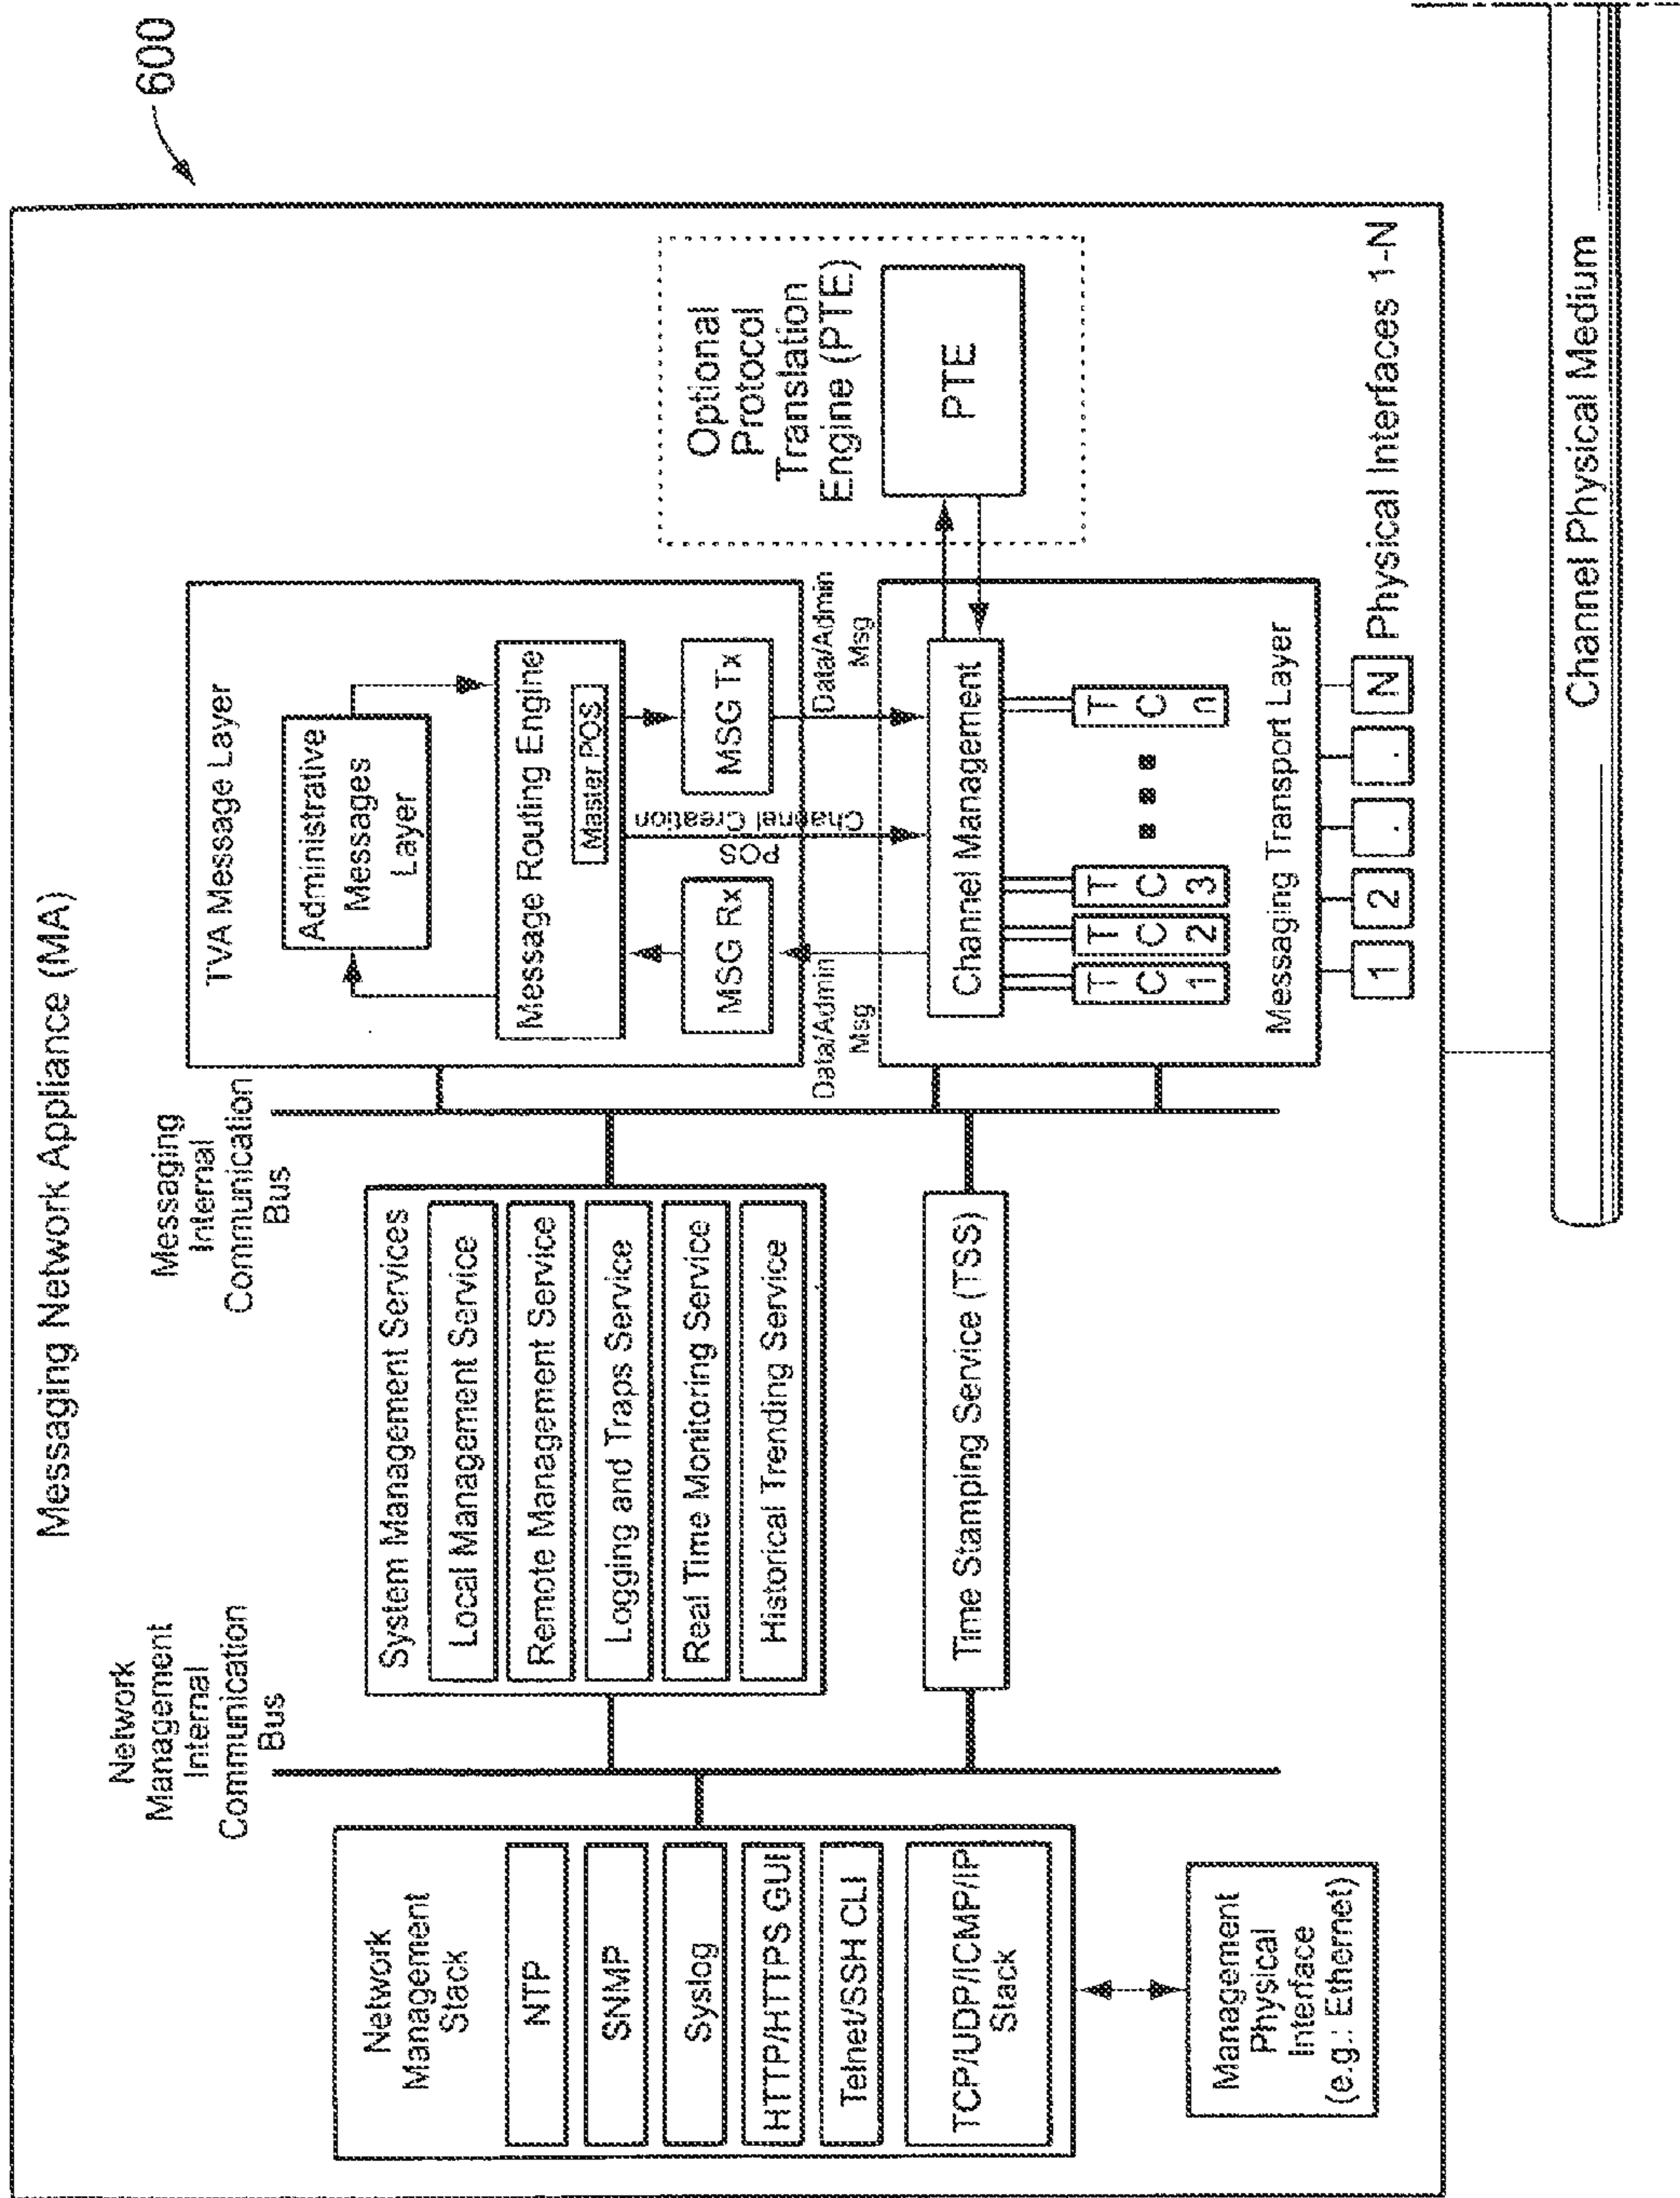 600
Messaging Network Appliance (MA)
Network
Management
Internal
Communication
Bus
Messaging
Internal
Communication
Bus
Network
Management
Stack
NTP
SNMP
Syslog
HTTP/HTTPS GUI
Telnet/SSH CLI
TCP/UDP/ICMP/IP
Stack
Management
Physical
Interface
(e.g.: Ethernet)
System Management Services
Local Management Service
Remote Management Service
Logging and Traps Service
Real Time Monitoring Service
Historical Trending Service
Time Stamping Service (TSS)
TVA Message Layer
Administrative
Messages
Layer
Message Routing Engine
Master POS
MSG Rx
POS
Channel Creation
MSG Tx
Data/Admin
Msg
Data/Admin
Msg
Channel Management
T C 1
T C 2
T C 3
T C n
Messaging Transport Layer
Optional
Protocol
Translation
Engine (PTE)
PTE
1 2 . . N Physical Interfaces 1-N
Channel Physical Medium